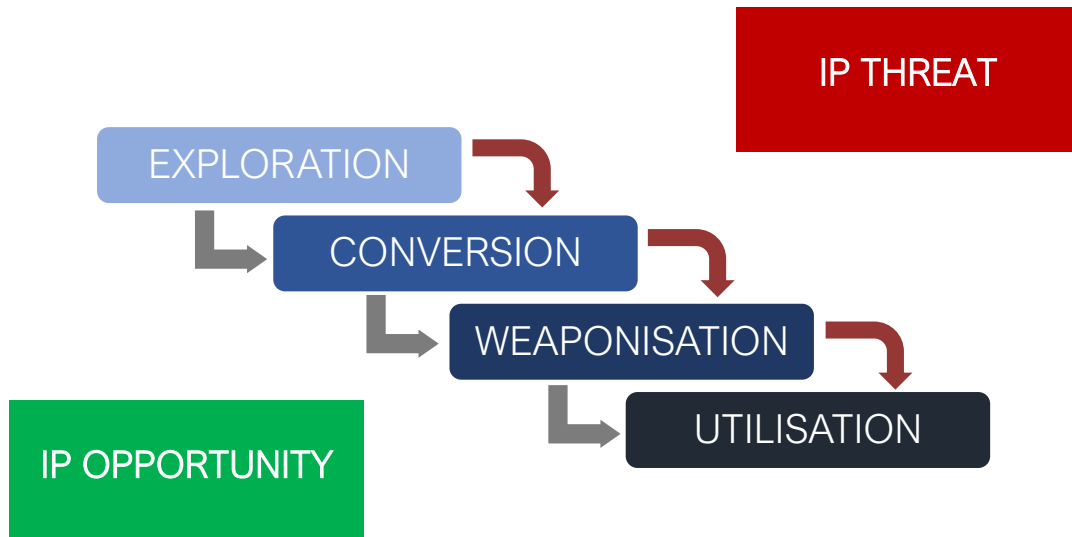 IP THREAT
EXPLORATION
CONVERSION
WEAPONISATION
UTILISATION
IP OPPORTUNITY